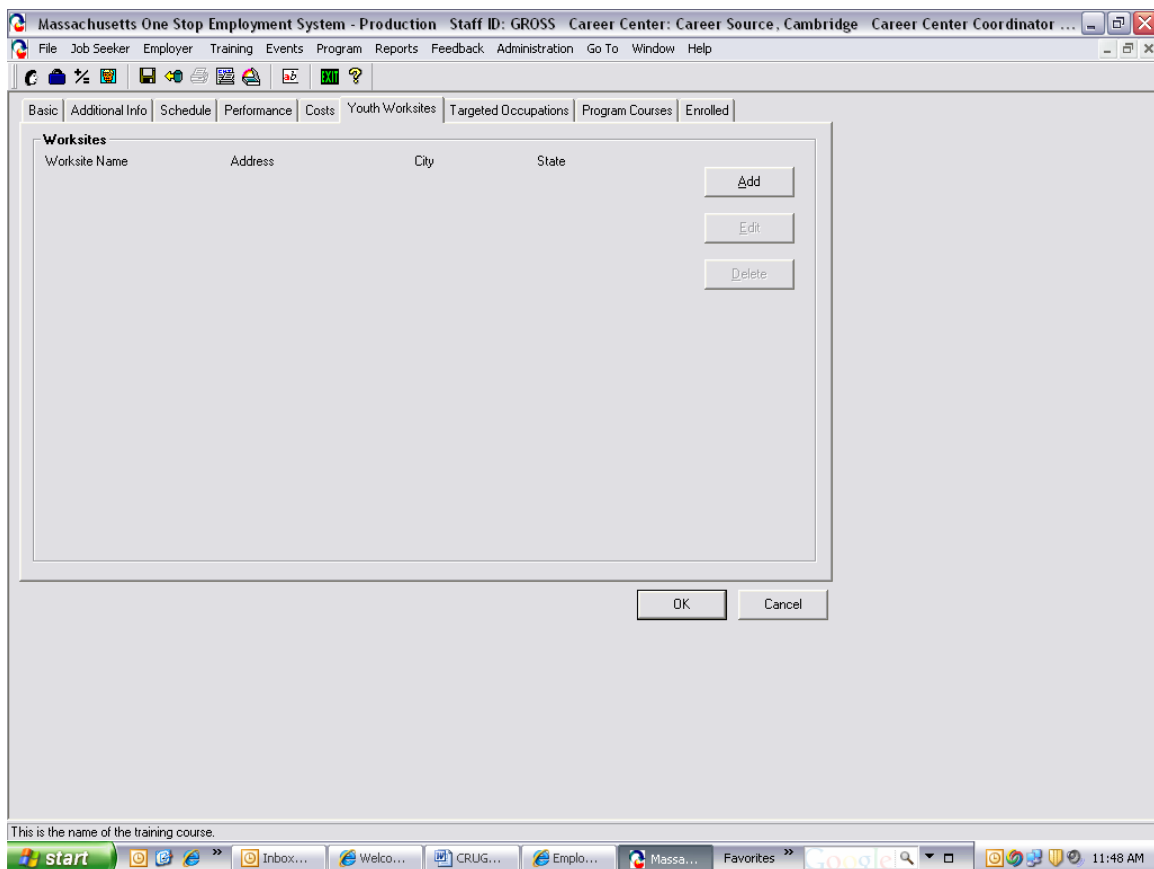 Massachusetts One Stop Employment System - Production Staff ID: GROSS Career Center: Career Source, Cambridge Career Center Coordinator ...
File Job Seeker Employer Training Events Program Reports Feedback Administration Go To Window Help
ab EXIT ?
Basic Additional Info Schedule Performance Costs Youth Worksites Targeted Occupations Program Courses Enrolled
Worksites
Worksite Name Address City State
Add
Edit
Delete
OK Cancel
This is the name of the training course.
start » Inbox... Welco... CRUG... Emplo... Massa... Favorites » Google 11:48 AM